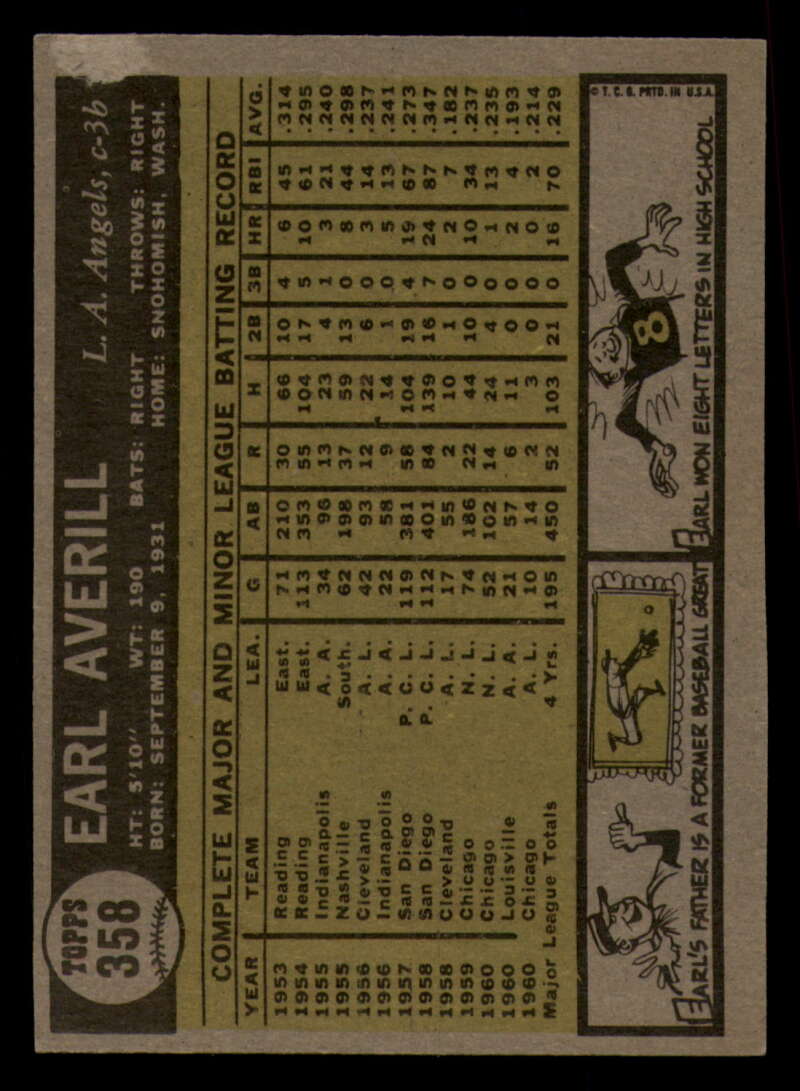 TOPPS
358
EARL AVERILL L. A. Angels, c-3b
HT: 5'10" WT: 190 BATS: RIGHT THROWS: RIGHT
BORN: SEPTEMBER 9, 1931 HOME: SNOHOMISH, WASH.
COMPLETE MAJOR AND MINOR LEAGUE BATTING RECORD
YEAR TEAM LEA. G AB R H 2B 3B HR RBI AVG.
1953 Reading East. 71 210 30 66 10 4 6 45 .314
1954 Reading East. 113 353 55 104 17 5 10 61 .295
1955 Indianapolis A. A. 34 96 13 23 4 1 3 21 .240
1955 Nashville South. 62 198 37 59 13 0 8 44 .298
1956 Cleveland A. L. 42 93 12 22 6 0 3 14 .237
1956 Indianapolis A. A. 22 58 9 14 1 0 5 13 .241
1957 San Diego P. C. L. 119 381 58 104 19 4 19 67 .273
1958 San Diego P. C. L. 112 401 84 139 16 7 24 87 .347
1958 Cleveland A. L. 17 55 2 10 1 0 2 7 .182
1959 Chicago N. L. 74 186 22 44 10 0 10 34 .237
1960 Chicago N. L. 52 102 14 24 4 0 1 13 .235
1960 Louisville A. A. 21 57 6 11 0 0 2 4 .193
1960 Chicago A. L. 10 14 2 3 0 0 0 2 .214
Major League Totals 4 Yrs. 195 450 52 103 21 0 16 70 .229
© T. C. G. PRTD. IN U.S.A.
8
EARL'S FATHER IS A FORMER BASEBALL GREAT
EARL WON EIGHT LETTERS IN HIGH SCHOOL